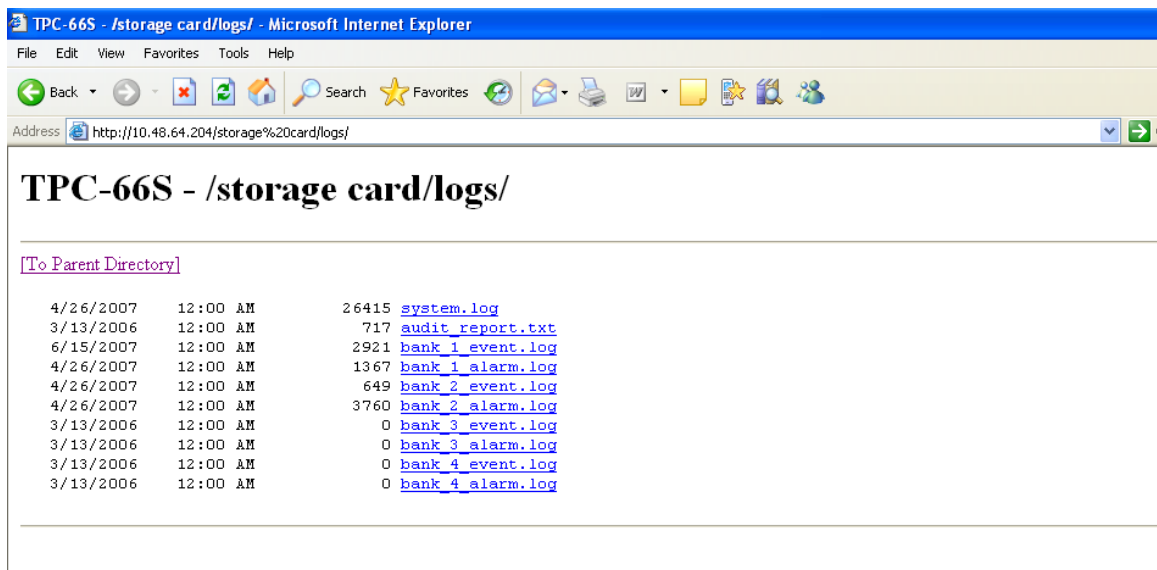 TPC-66S - /storage card/logs/ - Microsoft Internet Explorer
File Edit View Favorites Tools Help
Back Search Favorites
Address http://10.48.64.204/storage%20card/logs/
TPC-66S - /storage card/logs/
[To Parent Directory]
4/26/2007 12:00 AM 26415 system.log
3/13/2006 12:00 AM 717 audit_report.txt
6/15/2007 12:00 AM 2921 bank_1_event.log
4/26/2007 12:00 AM 1367 bank_1_alarm.log
4/26/2007 12:00 AM 649 bank_2_event.log
4/26/2007 12:00 AM 3760 bank_2_alarm.log
3/13/2006 12:00 AM 0 bank_3_event.log
3/13/2006 12:00 AM 0 bank_3_alarm.log
3/13/2006 12:00 AM 0 bank_4_event.log
3/13/2006 12:00 AM 0 bank_4_alarm.log